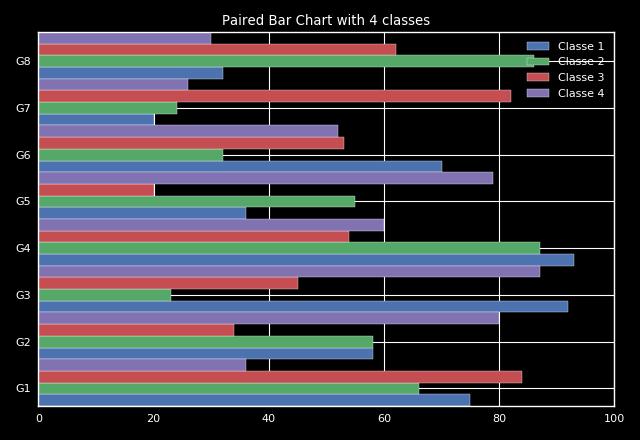 Paired Bar Chart with 4 classes
Classe 1
Classe 2
Classe 3
Classe 4
G8
G7
G6
G5
G4
G3
G2
G1
0 20 40 60 80 100